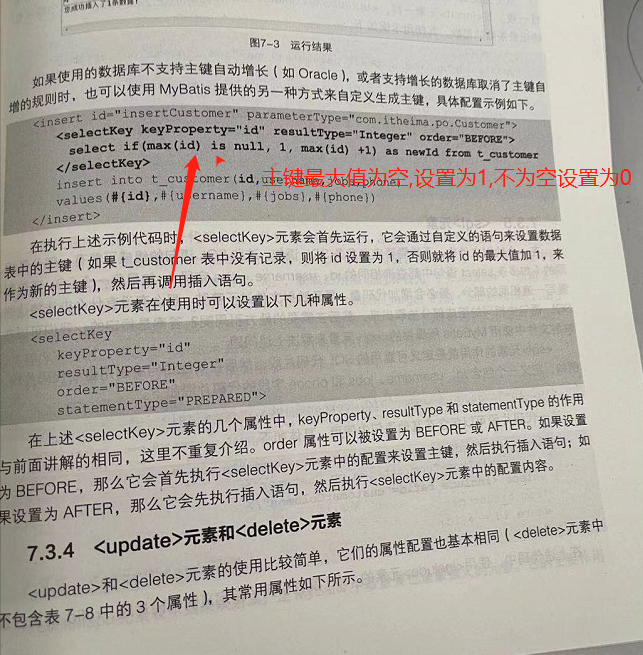 您成功插入了1条数据!
图7-3 运行结果
如果使用的数据库不支持主键自动增长（如 Oracle），或者支持增长的数据库取消了主键自
增的规则时，也可以使用 MyBatis 提供的另一种方式来自定义生成主键，具体配置示例如下。
<insert id="insertCustomer" parameterType="com.itheima.po.Customer">
<selectKey keyProperty="id" resultType="Integer" order="BEFORE">
select if(max(id) is null, 1, max(id) +1) as newId from t_customer
</selectKey>
主键最大值为空,设置为1,不为空设置为0
insert into t_customer(id,username,jobs,phone)
values(#{id},#{username},#{jobs},#{phone})
</insert>
在执行上述示例代码时，<selectKey>元素会首先运行，它会通过自定义的语句来设置数据
表中的主键（如果 t_customer 表中没有记录，则将 id 设置为 1，否则就将 id 的最大值加 1，来
作为新的主键），然后再调用插入语句。
<selectKey>元素在使用时可以设置以下几种属性。
<selectKey
keyProperty="id"
resultType="Integer"
order="BEFORE"
statementType="PREPARED">
在上述<selectKey>元素的几个属性中，keyProperty、resultType 和 statementType 的作用
与前面讲解的相同，这里不重复介绍。order 属性可以被设置为 BEFORE 或 AFTER。如果设置
为 BEFORE，那么它会首先执行<selectKey>元素中的配置来设置主键，然后执行插入语句；如
果设置为 AFTER，那么它会先执行插入语句，然后执行<selectKey>元素中的配置内容。
7.3.4 <update>元素和<delete>元素
<update>和<delete>元素的使用比较简单，它们的属性配置也基本相同（<delete>元素中
不包含表 7-8 中的 3 个属性），其常用属性如下所示。